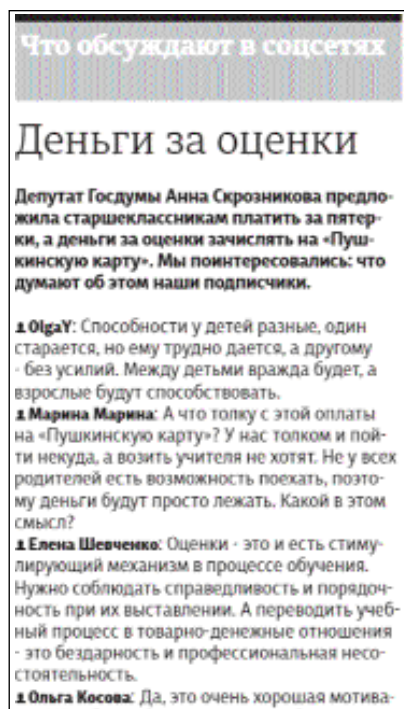 Что обсуждают в соцсетях
Деньги за оценки
Депутат Госдумы Анна Скрозникова предло-
жила старшеклассникам платить за пятер-
ки, а деньги за оценки зачислять на «Пуш-
кинскую карту». Мы поинтересовались: что
думают об этом наши подписчики.
OlgaY: Способности у детей разные, один
старается, но ему трудно дается, а другому
- без усилий. Между детьми вражда будет, а
взрослые будут способствовать.
Марина Марина: А что толку с этой оплаты
на «Пушкинскую карту»? У нас толком и пой-
ти некуда, а возить учителя не хотят. Не у всех
родителей есть возможность поехать, поэто-
му деньги будут просто лежать. Какой в этом
смысл?
Елена Шевченко: Оценки - это и есть стиму-
лирующий механизм в процессе обучения.
Нужно соблюдать справедливость и порядоч-
ность при их выставлении. А переводить учеб-
ный процесс в товарно-денежные отношения
- это бездарность и профессиональная несо-
стоятельность.
Ольга Косова: Да, это очень хорошая мотива-